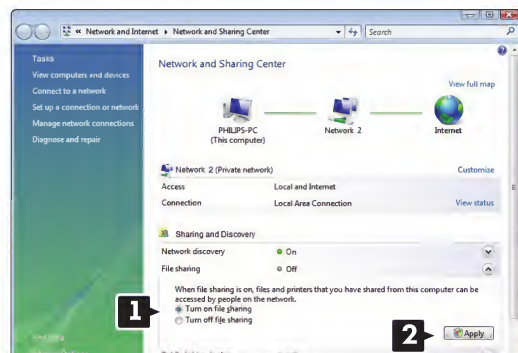 « Network and Internet ▸ Network and Sharing Center
Search
Tasks
View computers and devices
Connect to a network
Set up a connection or network
Manage network connections
Diagnose and repair
Network and Sharing Center
View full map
PHILIPS-PC
(This computer)
Network 2
Internet
Network 2 (Private network)
Customize
Access
Local and Internet
Connection
Local Area Connection
View status
Sharing and Discovery
Network discovery
On
File sharing
Off
When file sharing is on, files and printers that you have shared from this computer can be
accessed by people on the network.
1
Turn on file sharing
Turn off file sharing
2
Apply